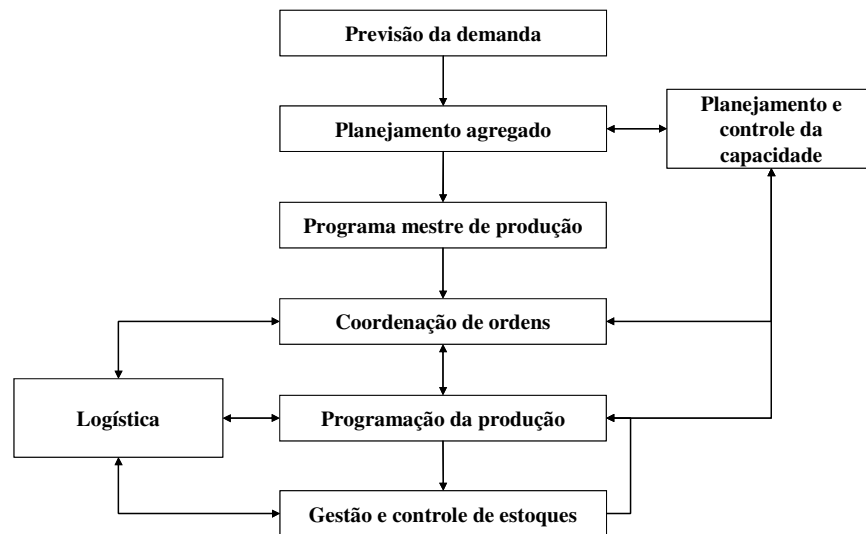 Previsão da demanda
Planejamento agregado
Planejamento e
controle da
capacidade
Programa mestre de produção
Coordenação de ordens
Logística
Programação da produção
Gestão e controle de estoques